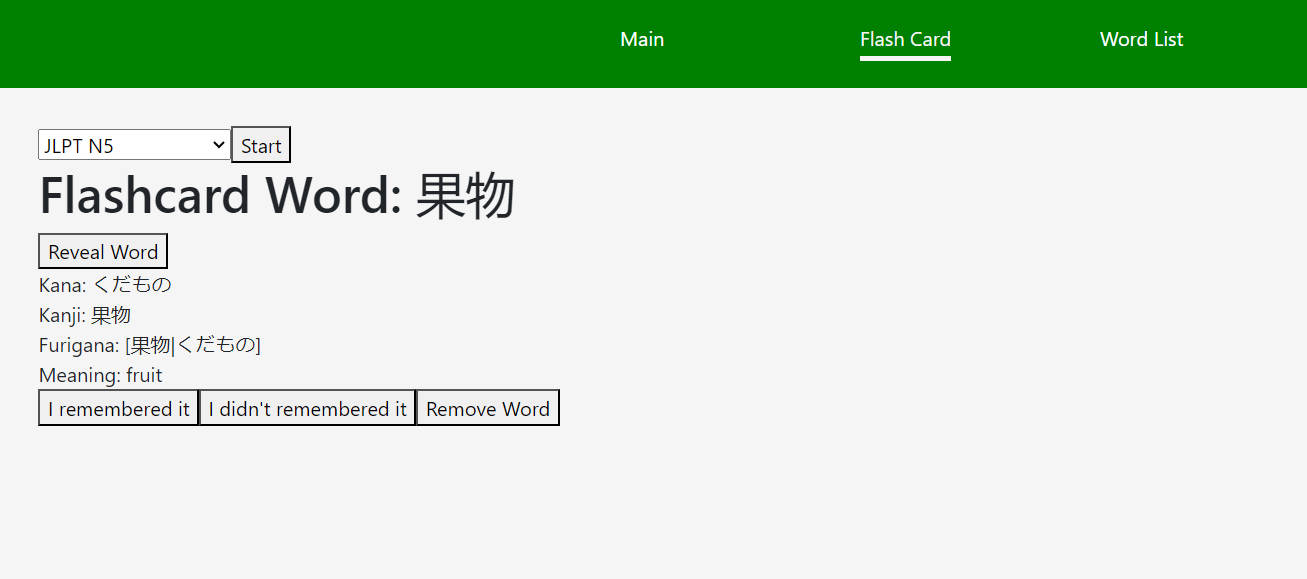 Main Flash Card Word List
JLPT N5 Start
Flashcard Word: 果物
Reveal Word
Kana: くだもの
Kanji: 果物
Furigana: [果物|くだもの]
Meaning: fruit
I remembered it I didn't remembered it Remove Word